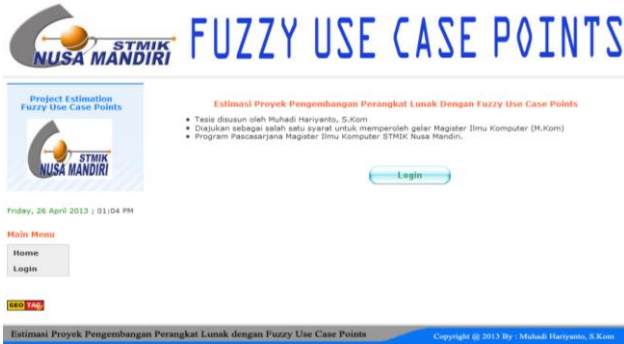 STMIK
NUSA MANDIRI
FUZZY USE CASE POINTS
Project Estimation
Fuzzy Use Case Points
STMIK
NUSA MANDIRI
Friday, 26 April 2013 | 01:04 PM
Main Menu
Home
Login
GEO TAG
Estimasi Proyek Pengembangan Perangkat Lunak Dengan Fuzzy Use Case Points
Tesis disusun oleh Muhadi Hariyanto, S.Kom
Diajukan sebagai salah satu syarat untuk memperoleh gelar Magister Ilmu Komputer (M.Kom)
Program Pascasarjana Magister Ilmu Komputer STMIK Nusa Mandiri.
Login
Estimasi Proyek Pengembangan Perangkat Lunak dengan Fuzzy Use Case Points
Copyright @ 2013 By : Muhadi Hariyanto, S.Kom